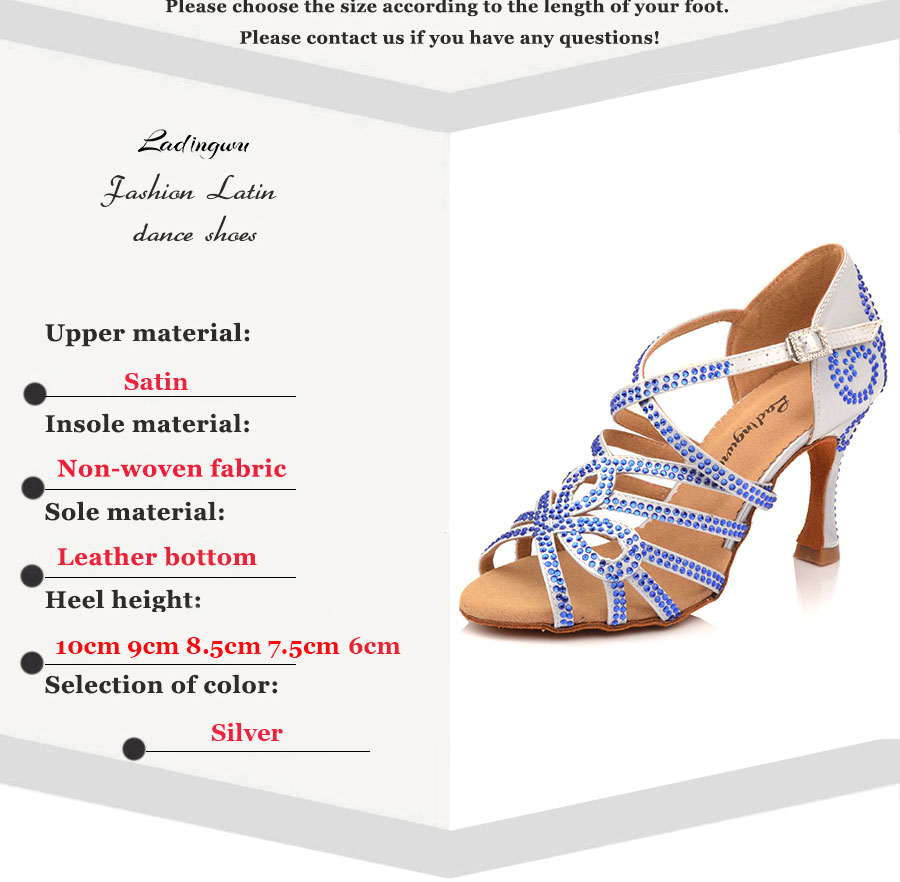 Please choose the size according to the length of your foot.
Please contact us if you have any questions!
Ladingwu
Fashion Latin
dance shoes
Upper material:
Satin
Insole material:
Non-woven fabric
Sole material:
Leather bottom
Heel height:
10cm 9cm 8.5cm 7.5cm 6cm
Selection of color:
Silver
Ladingwu